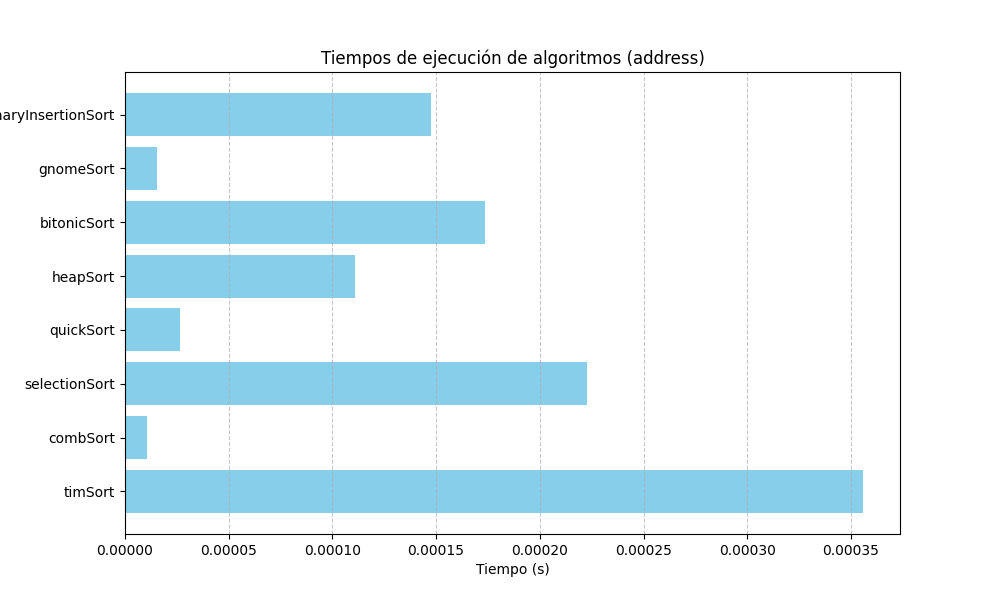 Tiempos de ejecución de algoritmos (address)
naryInsertionSort
gnomeSort
bitonicSort
heapSort
quickSort
selectionSort
combSort
timSort
0.00000 0.00005 0.00010 0.00015 0.00020 0.00025 0.00030 0.00035
Tiempo (s)